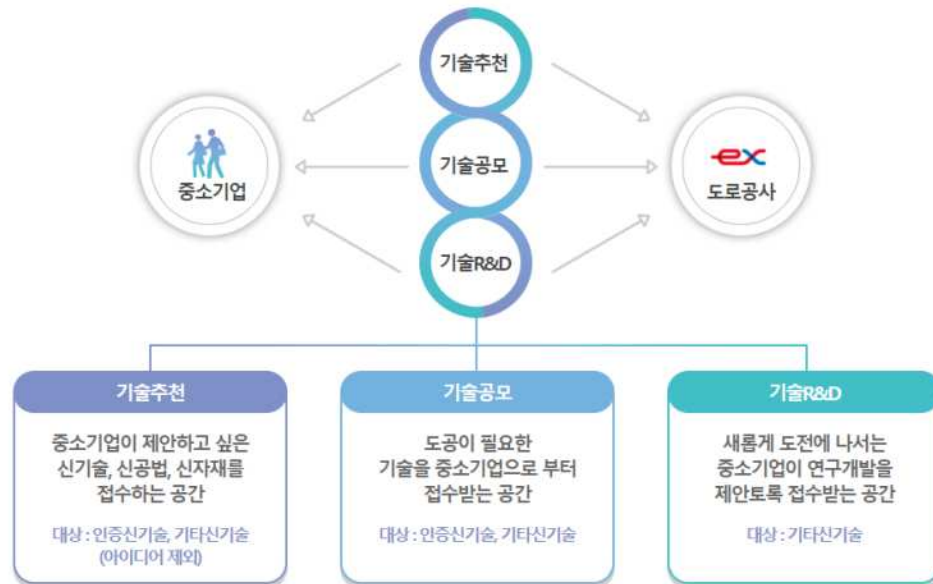 기술추천
기술공모
기술R&D
중소기업
ex
도로공사
기술추천
중소기업이 제안하고 싶은
신기술, 신공법, 신자재를
접수하는 공간
대상 : 인증신기술, 기타신기술
(아이디어 제외)
기술공모
도공이 필요한
기술을 중소기업으로 부터
접수받는 공간
대상 : 인증신기술, 기타신기술
기술R&D
새롭게 도전에 나서는
중소기업이 연구개발을
제안토록 접수받는 공간
대상 : 기타신기술